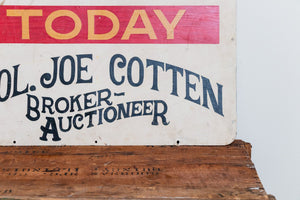 TODAY
OL. JOE COTTEN
BROKER-
AUCTIONEER